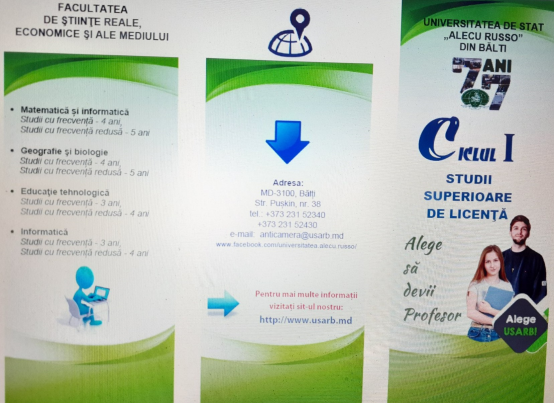 FACULTATEA
DE ŞTIINŢE REALE,
ECONOMICE ŞI ALE MEDIULUI
Matematică şi informatică
Studii cu frecvenţă - 4 ani,
Studii cu frecvenţă redusă - 5 ani
Geografie şi biologie
Studii cu frecvenţă - 4 ani,
Studii cu frecvenţă redusă - 5 ani
Educaţie tehnologică
Studii cu frecvenţă - 3 ani,
Studii cu frecvenţă redusă - 4 ani
Informatică
Studii cu frecvenţă - 3 ani,
Studii cu frecvenţă redusă - 4 ani
Adresa:
MD-3100, Bălţi
Str. Puskin, nr. 38
tel.: +373 231 52340
+373 231 52430
e-mail: anticamera@usarb.md
www.facebook.com/universitatea.alecu.russo/
Pentru mai multe informaţii
vizitaţi sit-ul nostru:
http://www.usarb.md
UNIVERSITATEA DE STAT
„ALECU RUSSO”
DIN BĂLŢI
77 ANI
CICLUL I
STUDII
SUPERIOARE
DE LICENŢĂ
Alege
să
devii
Profesor
Alege
USARB!